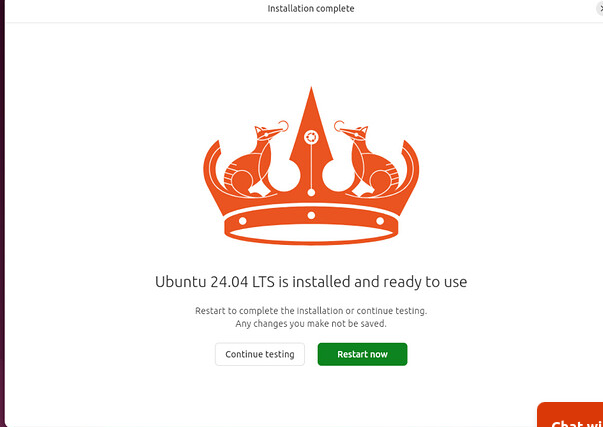 Installation complete
Ubuntu 24.04 LTS is installed and ready to use
Restart to complete the installation or continue testing.
Any changes you make not be saved.
Continue testing
Restart now
Chat wi